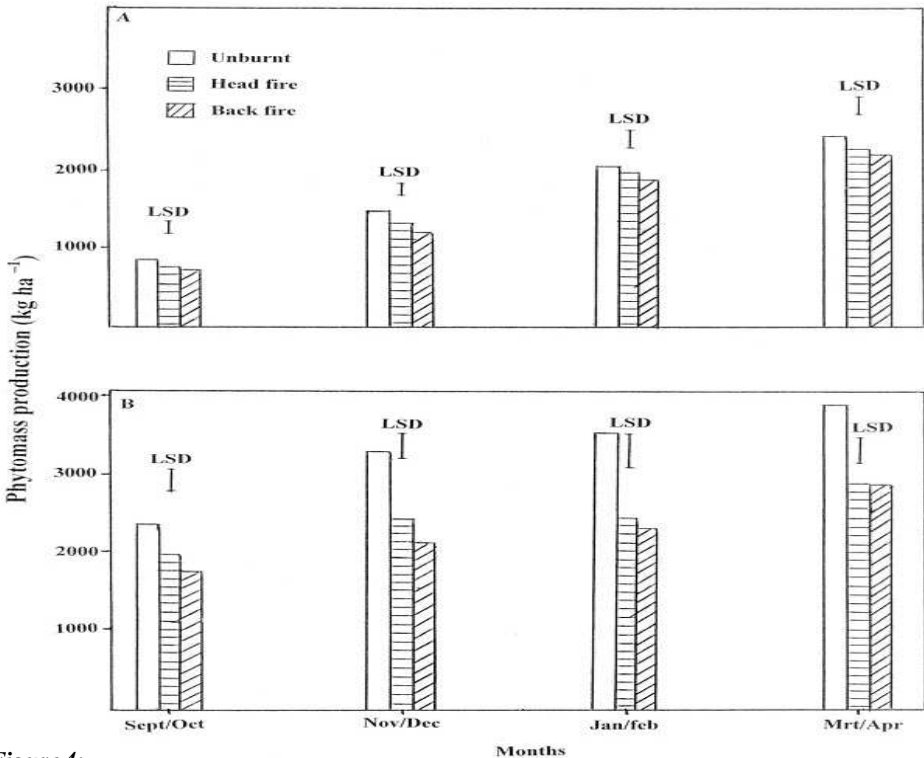 A
Unburnt
Head fire
Back fire
3000
2000
1000
LSD
LSD
LSD
LSD
Phytomass production (kg ha⁻¹)
B
4000
3000
2000
1000
LSD
LSD
LSD
LSD
Sept/Oct
Nov/Dec
Jan/feb
Mrt/Apr
Months